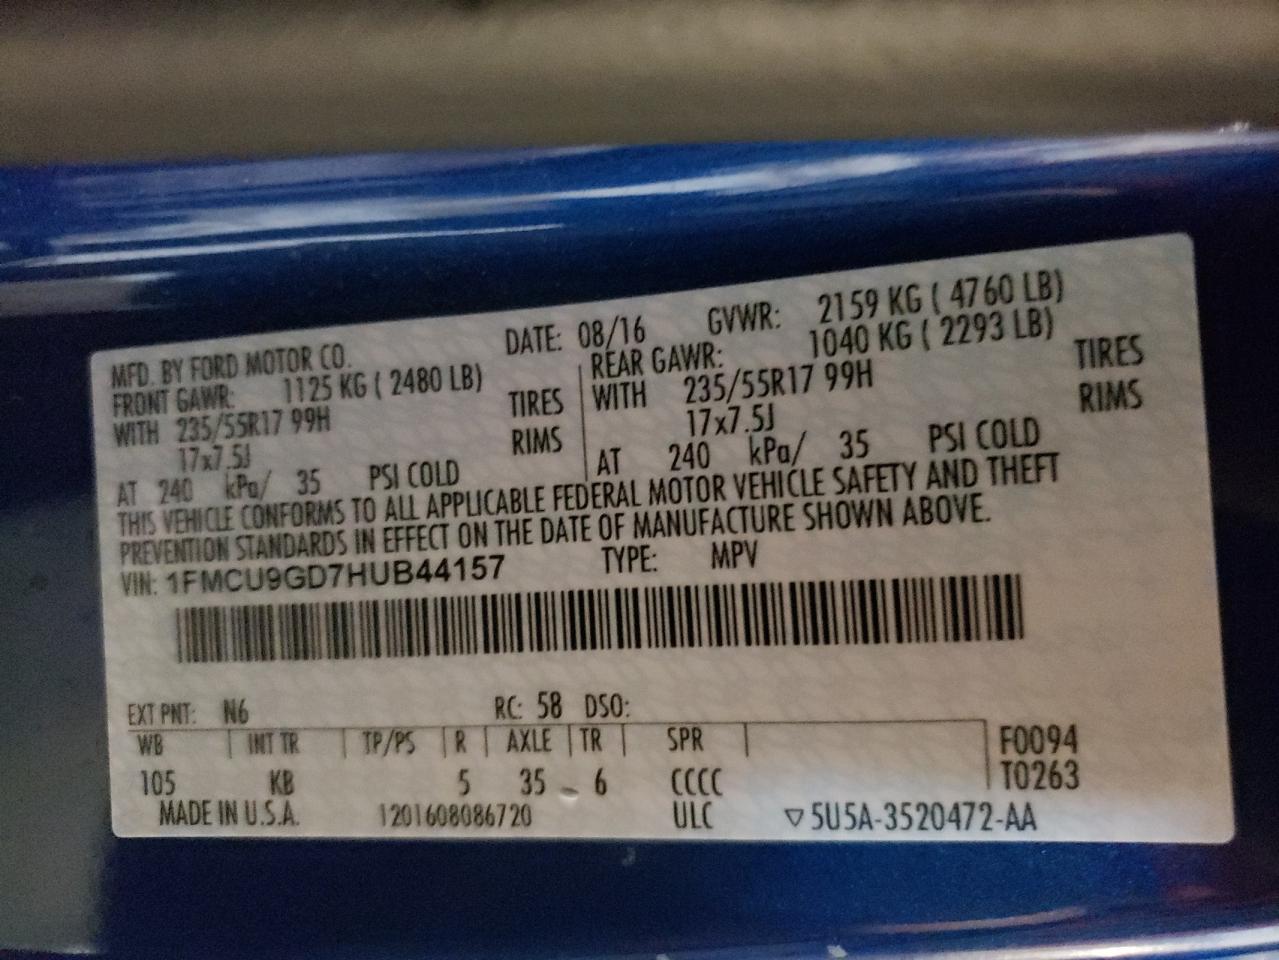 MFD. BY FORD MOTOR CO. DATE: 08/16 GVWR: 2159 KG ( 4760 LB)
FRONT GAWR: 1125 KG ( 2480 LB) REAR GAWR: 1040 KG ( 2293 LB)
WITH 235/55R17 99H TIRES WITH 235/55R17 99H TIRES
17x7.5J RIMS 17x7.5J RIMS
AT 240 kPa/ 35 PSI COLD AT 240 kPa/ 35 PSI COLD
THIS VEHICLE CONFORMS TO ALL APPLICABLE FEDERAL MOTOR VEHICLE SAFETY AND THEFT
PREVENTION STANDARDS IN EFFECT ON THE DATE OF MANUFACTURE SHOWN ABOVE.
VIN: 1FMCU9GD7HUB44157 TYPE: MPV
EXT PNT: N6 RC: 58 DSO:
WB INT TR TP/PS R AXLE TR SPR F0094
105 KB 5 35 6 CCCC T0263
MADE IN U.S.A. 1201608086720 ULC ▽5U5A-3520472-AA